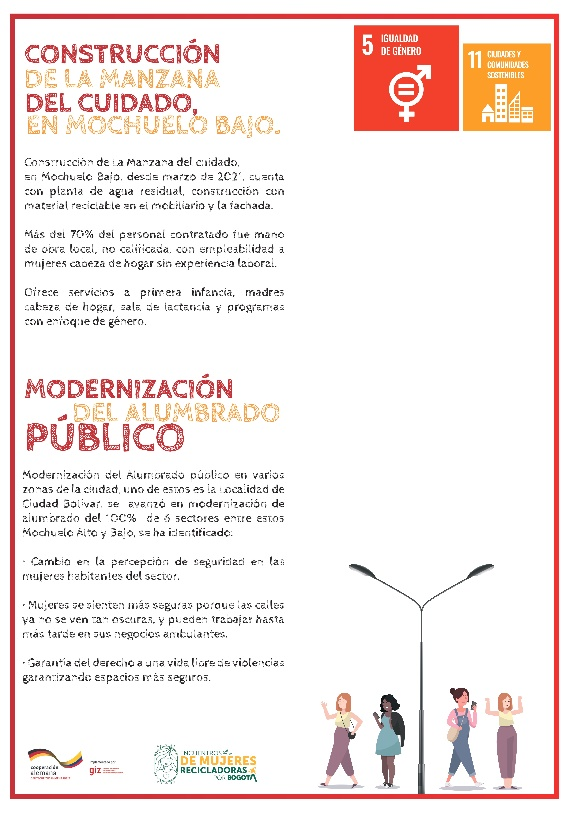 CONSTRUCCIÓN
DE LA MANZANA
DEL CUIDADO,
EN MOCHUELO BAJO.
5 IGUALDAD
DE GÉNERO
11 CIUDADES Y
COMUNIDADES
SOSTENIBLES
Construcción de La Manzana del cuidado,
en Mochuelo Bajo, desde marzo de 2021, cuenta
con planta de agua residual, construcción con
material reciclable en el mobiliario y la fachada.
Más del 70% del personal contratado fue mano
de obra local, no calificada, con empleabilidad a
mujeres cabeza de hogar sin experiencia laboral.
Ofrece servicios a primera infancia, madres
cabeza de hogar, sala de lactancia y programas
con enfoque de género.
MODERNIZACIÓN
DEL ALUMBRADO
PÚBLICO
Modernización del Alumbrado público en varios
zonas de la ciudad, uno de estos es la Localidad de
Ciudad Bolívar, se avanzó en modernización de
alumbrado del 100% de 6 sectores entre estos
Mochuelo Alto y Bajo, se ha identificado:
• Cambio en la percepción de seguridad en las
mujeres habitantes del sector.
• Mujeres se sienten más seguras porque las calles
ya no se ven tan oscuras, y pueden trabajar hasta
más tarde en sus negocios ambulantes.
• Garantía del derecho a una vida libre de violencias
garantizando espacios más seguros.
cooperación
alemana
giz
ENCUENTROS
DE MUJERES
RECICLADORAS
BOGOTÁ